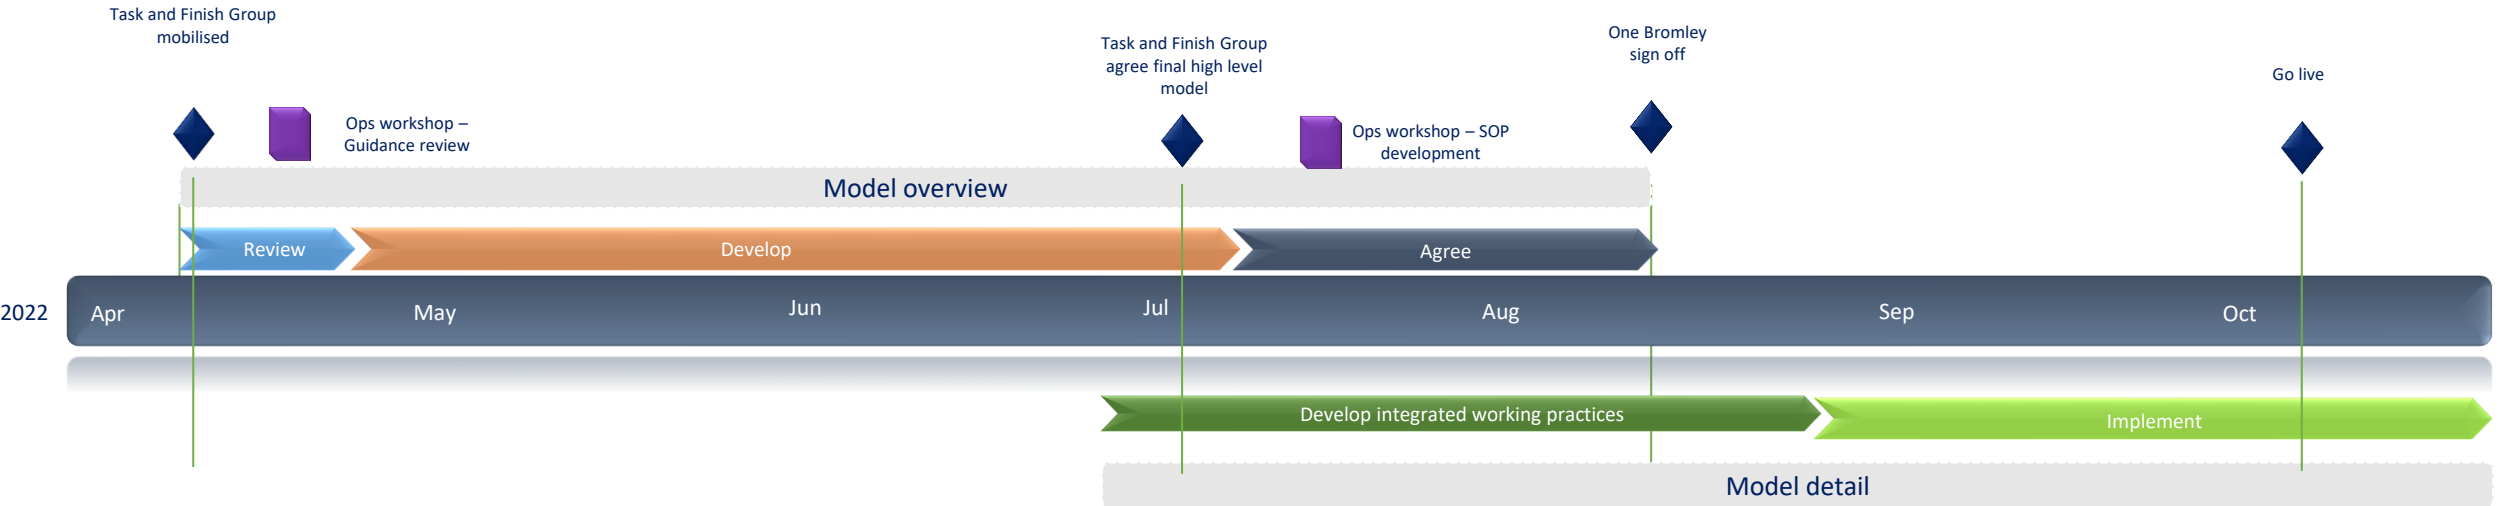 Task and Finish Group
mobilised
Task and Finish Group
agree final high level
model
One Bromley
sign off
Go live
Ops workshop –
Guidance review
Ops workshop – SOP
development
Model overview
Review
Develop
Agree
2022
Apr
May
Jun
Jul
Aug
Sep
Oct
Develop integrated working practices
Implement
Model detail